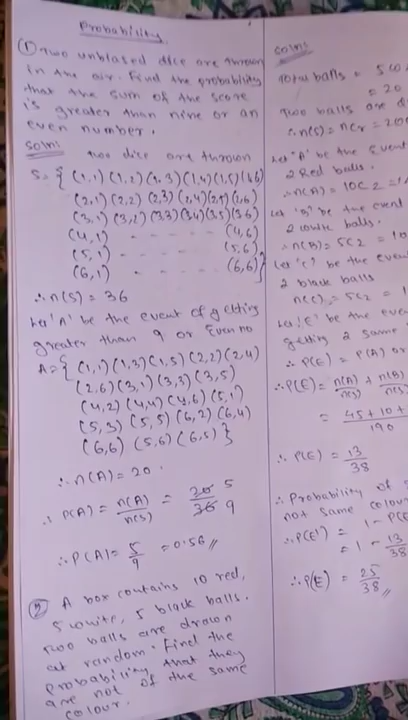 Probability
① Two unbiased dice are thrown
in the air. Find the probability
that the sum of the score
is greater than nine or an
even number.
Soln:
Two dice are thrown
S = { (1,1) (1,2) (1,3) (1,4) (1,5) (1,6)
(2,1) (2,2) (2,3) (2,4) (2,5) (2,6)
(3,1) (3,2) (3,3) (3,4) (3,5) (3,6)
(4,1) - - - - - (4,6)
(5,1) - - - - - (5,6)
(6,1) - - - - - (6,6) }
∴ n(S) = 36
Let 'A' be the event of getting
greater than 9 or Even no
A = { (1,1) (1,3) (1,5) (2,2) (2,4)
(2,6) (3,1) (3,3) (3,5)
(4,2) (4,4) (4,6) (5,1)
(5,3) (5,5) (6,2) (6,4)
(6,6) (5,6) (6,5) }
∴ n(A) = 20
∴ P(A) = n(A)/n(S) = 20/36 5/9
∴ P(A) = 5/9 = 0.56 //
② A box contains 10 red,
5 white, 5 black balls.
Two balls are drawn
at random. Find the
probability that they
are not of the same
colour.
Soln:
Total balls = 5
= 20
Two balls are
∴ n(S) = nCr = 20
Let 'A' be the event
2 Red balls.
∴ n(A) = 10C2 =
Let 'B' be the event
2 white balls.
∴ n(B) = 5C2 = 10
Let 'C' be the even
2 black balls
n(C) = 5C2 = 1
Let 'E' be the eve
getting 2 same
∴ P(E) = P(A) or
∴ P(E) = n(A)/n(S) + n(B)/n(S)
= 45+10+/190
∴ P(E) = 13/38
∴ Probability of
not same colou
∴ P(E') = 1 - P(E
= 1 - 13/38
∴ P(E) = 25/38 //